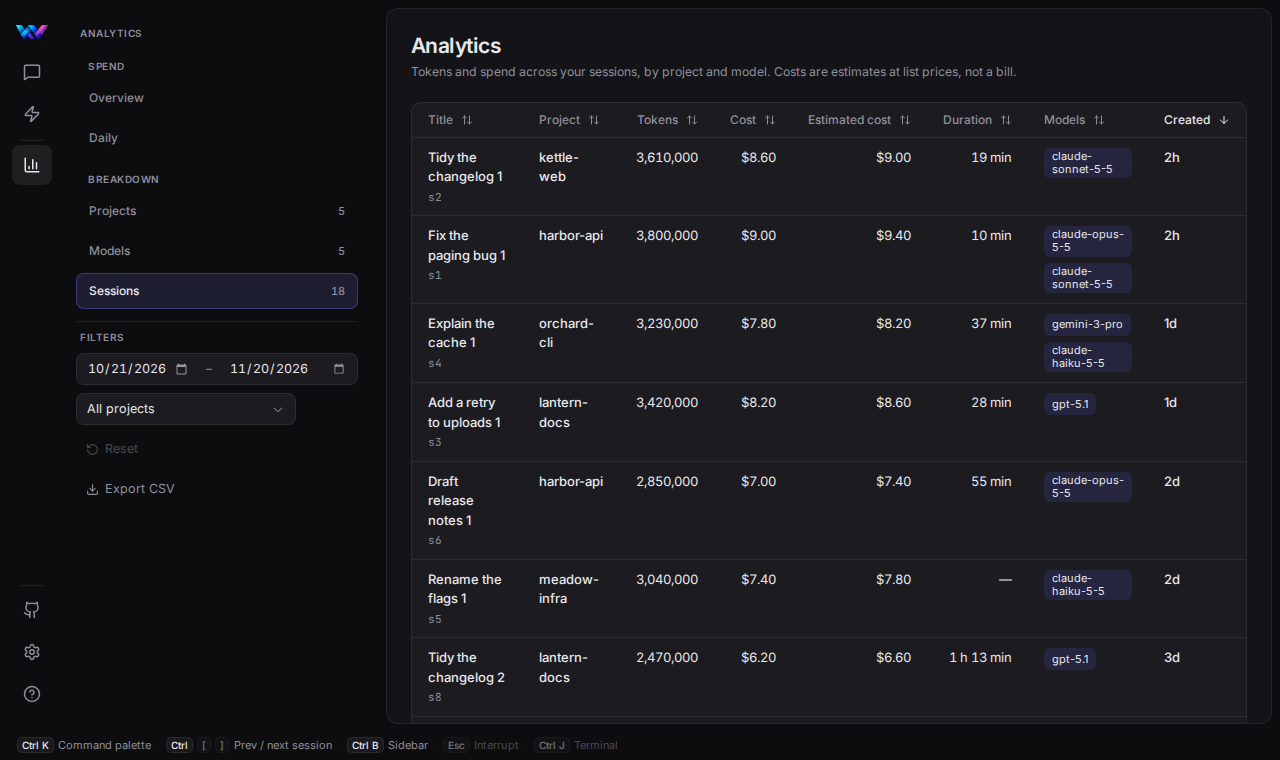 ANALYTICS
SPEND
Overview
Daily
BREAKDOWN
Projects 5
Models 5
Sessions 18
FILTERS
10/21/2026 – 11/20/2026
All projects
Reset
Export CSV
Analytics
Tokens and spend across your sessions, by project and model. Costs are estimates at list prices, not a bill.
Title Project Tokens Cost Estimated cost Duration Models Created
Tidy the kettle- 3,610,000 $8.60 $9.00 19 min claude- 2h
changelog 1 web sonnet-5-5
s2
Fix the harbor-api 3,800,000 $9.00 $9.40 10 min claude-opus- 2h
paging bug 1 5-5
s1 claude-
sonnet-5-5
Explain the orchard- 3,230,000 $7.80 $8.20 37 min gemini-3-pro 1d
cache 1 cli claude-
s4 haiku-5-5
Add a retry lantern- 3,420,000 $8.20 $8.60 28 min gpt-5.1 1d
to uploads 1 docs
s3
Draft harbor-api 2,850,000 $7.00 $7.40 55 min claude-opus- 2d
release 5-5
notes 1
s6
Rename the meadow- 3,040,000 $7.40 $7.80 — claude- 2d
flags 1 infra haiku-5-5
s5
Tidy the lantern- 2,470,000 $6.20 $6.60 1 h 13 min gpt-5.1 3d
changelog 2 docs
s8
Ctrl K Command palette Ctrl [ ] Prev / next session Ctrl B Sidebar Esc Interrupt Ctrl J Terminal